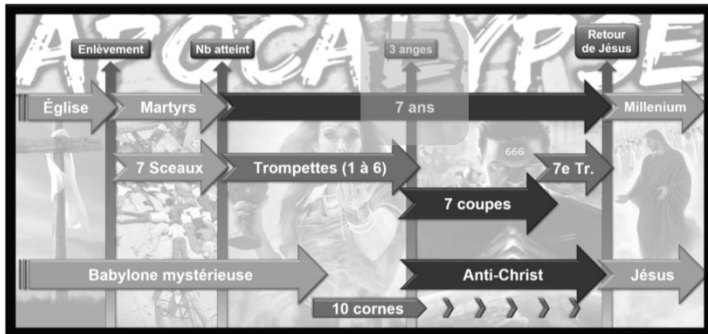 APOCALYPSE
Enlèvement
Nb atteint
3 anges
Retour
de Jésus
Église
Martyrs
7 ans
Millenium
7 Sceaux
Trompettes (1 à 6)
666
7e Tr.
7 coupes
Babylone mystérieuse
Anti-Christ
Jésus
10 cornes